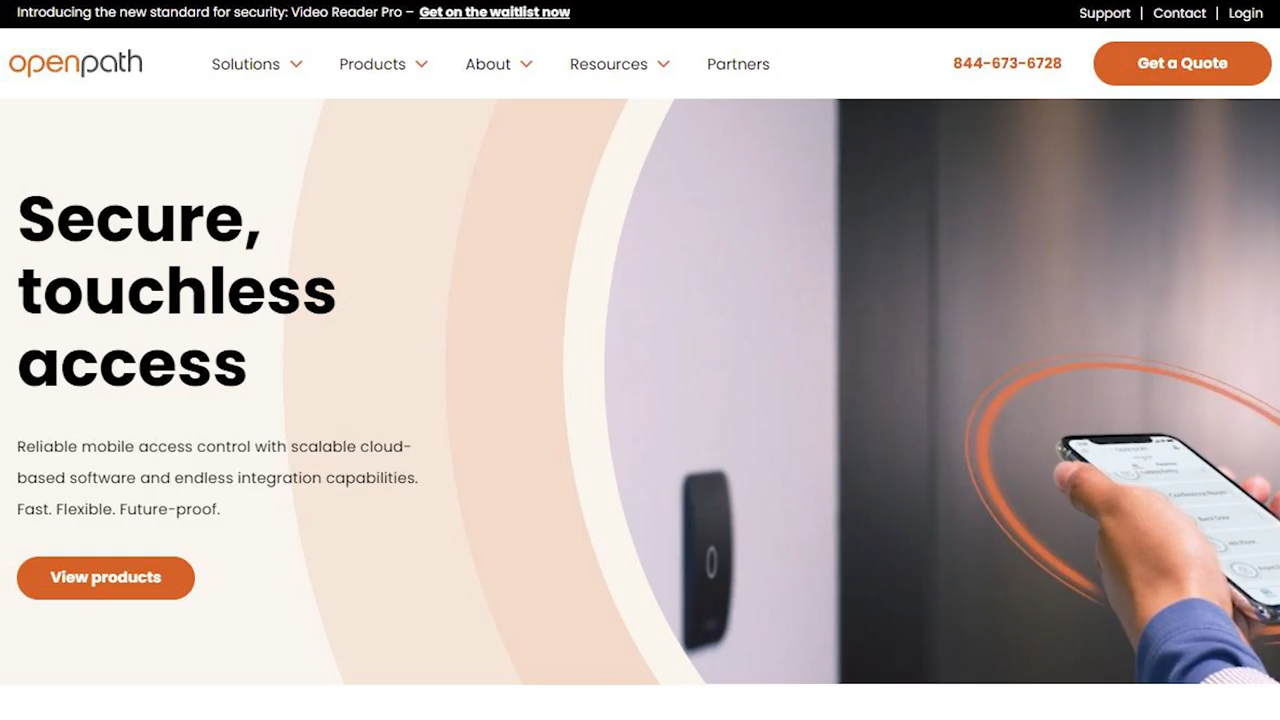 Introducing the new standard for security: Video Reader Pro – Get on the waitlist now
Support | Contact | Login
openpath
Solutions Products About Resources Partners
844-673-6728 Get a Quote
Secure,
touchless
access
Reliable mobile access control with scalable cloud-
based software and endless integration capabilities.
Fast. Flexible. Future-proof.
View products